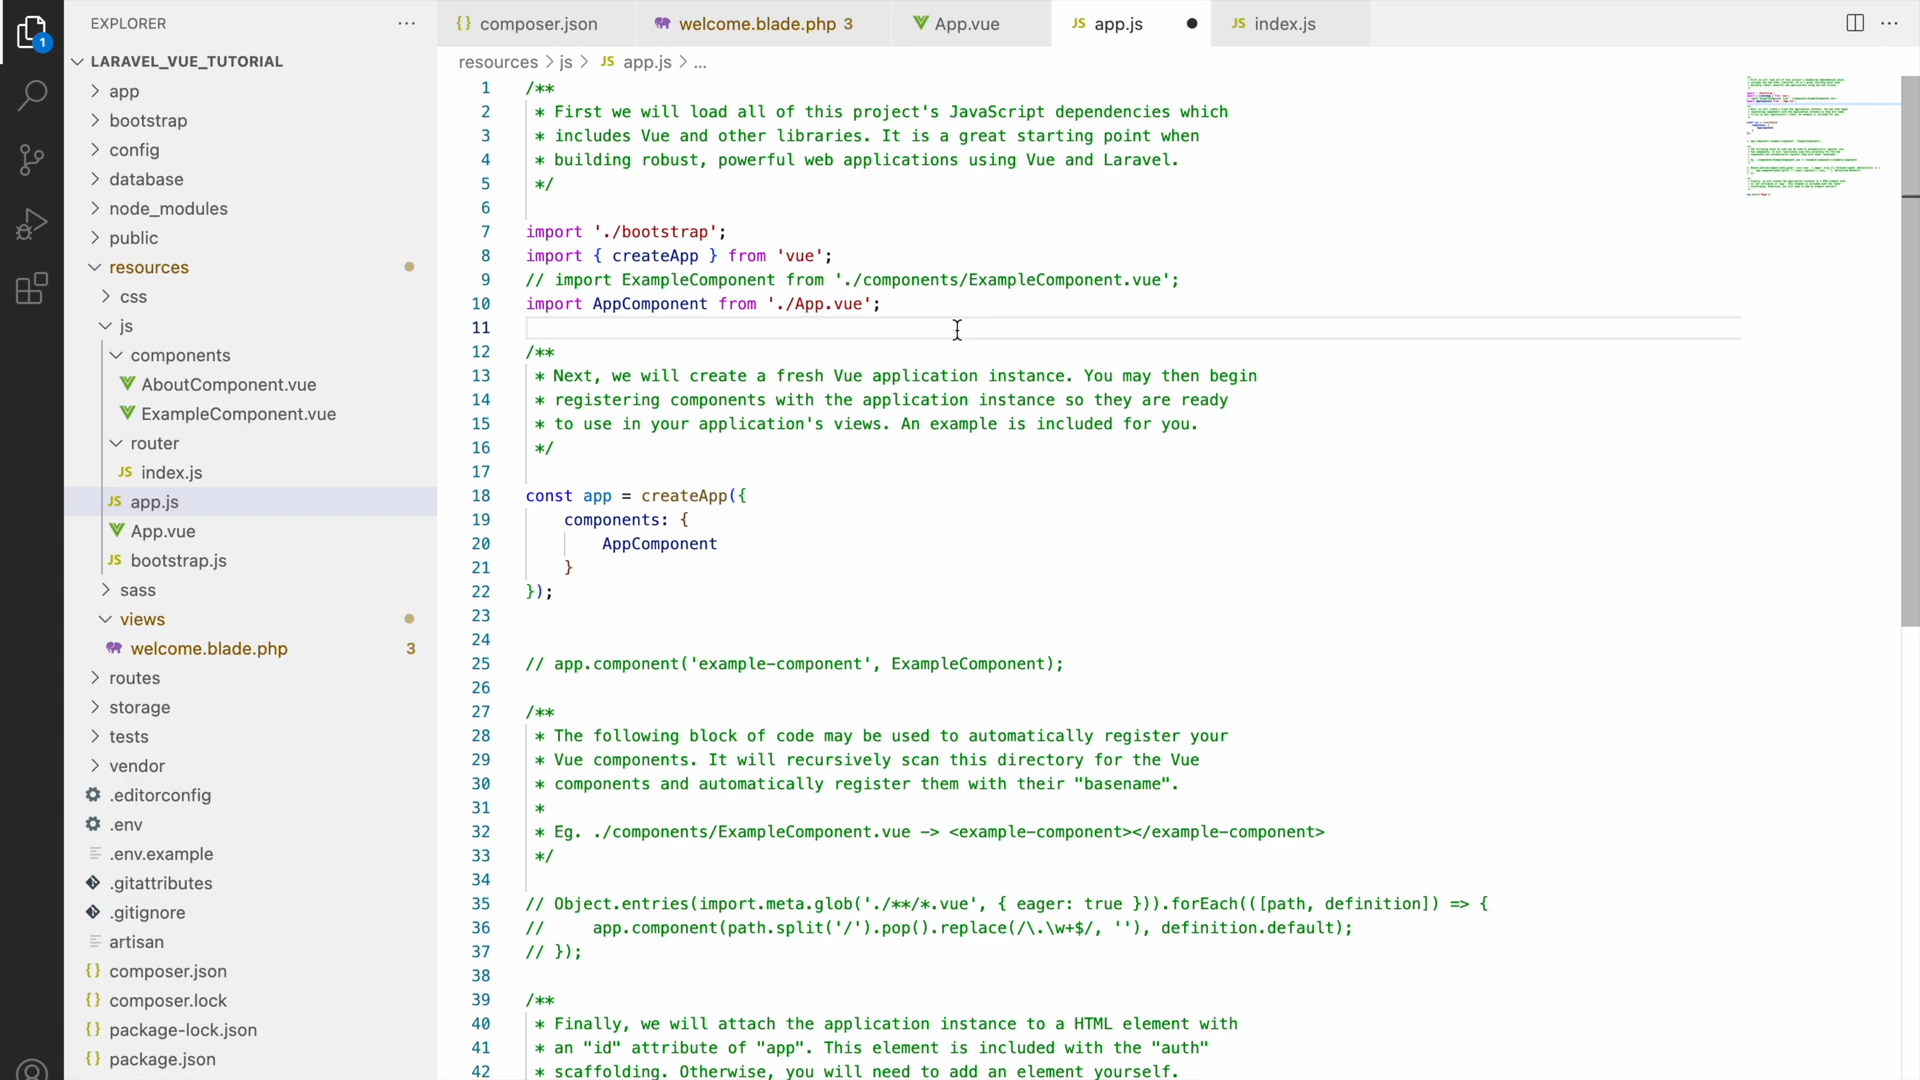 EXPLORER
LARAVEL_VUE_TUTORIAL
app
bootstrap
config
database
node_modules
public
resources
css
js
components
AboutComponent.vue
ExampleComponent.vue
router
JS index.js
JS app.js
App.vue
JS bootstrap.js
sass
views
welcome.blade.php 3
routes
storage
tests
vendor
.editorconfig
.env
.env.example
.gitattributes
.gitignore
artisan
{} composer.json
{} composer.lock
{} package-lock.json
{} package.json
1
{} composer.json
welcome.blade.php 3
App.vue
JS app.js
JS index.js
resources > js > JS app.js > ...
1 /**
2 * First we will load all of this project's JavaScript dependencies which
3 * includes Vue and other libraries. It is a great starting point when
4 * building robust, powerful web applications using Vue and Laravel.
5 */
6
7 import './bootstrap';
8 import { createApp } from 'vue';
9 // import ExampleComponent from './components/ExampleComponent.vue';
10 import AppComponent from './App.vue';
11
12 /**
13 * Next, we will create a fresh Vue application instance. You may then begin
14 * registering components with the application instance so they are ready
15 * to use in your application's views. An example is included for you.
16 */
17
18 const app = createApp({
19 components: {
20 AppComponent
21 }
22 });
23
24
25 // app.component('example-component', ExampleComponent);
26
27 /**
28 * The following block of code may be used to automatically register your
29 * Vue components. It will recursively scan this directory for the Vue
30 * components and automatically register them with their "basename".
31 *
32 * Eg. ./components/ExampleComponent.vue -> <example-component></example-component>
33 */
34
35 // Object.entries(import.meta.glob('./**/*.vue', { eager: true })).forEach(([path, definition]) => {
36 // app.component(path.split('/').pop().replace(/\.\w+$/, ''), definition.default);
37 // });
38
39 /**
40 * Finally, we will attach the application instance to a HTML element with
41 * an "id" attribute of "app". This element is included with the "auth"
42 * scaffolding. Otherwise, you will need to add an element yourself.